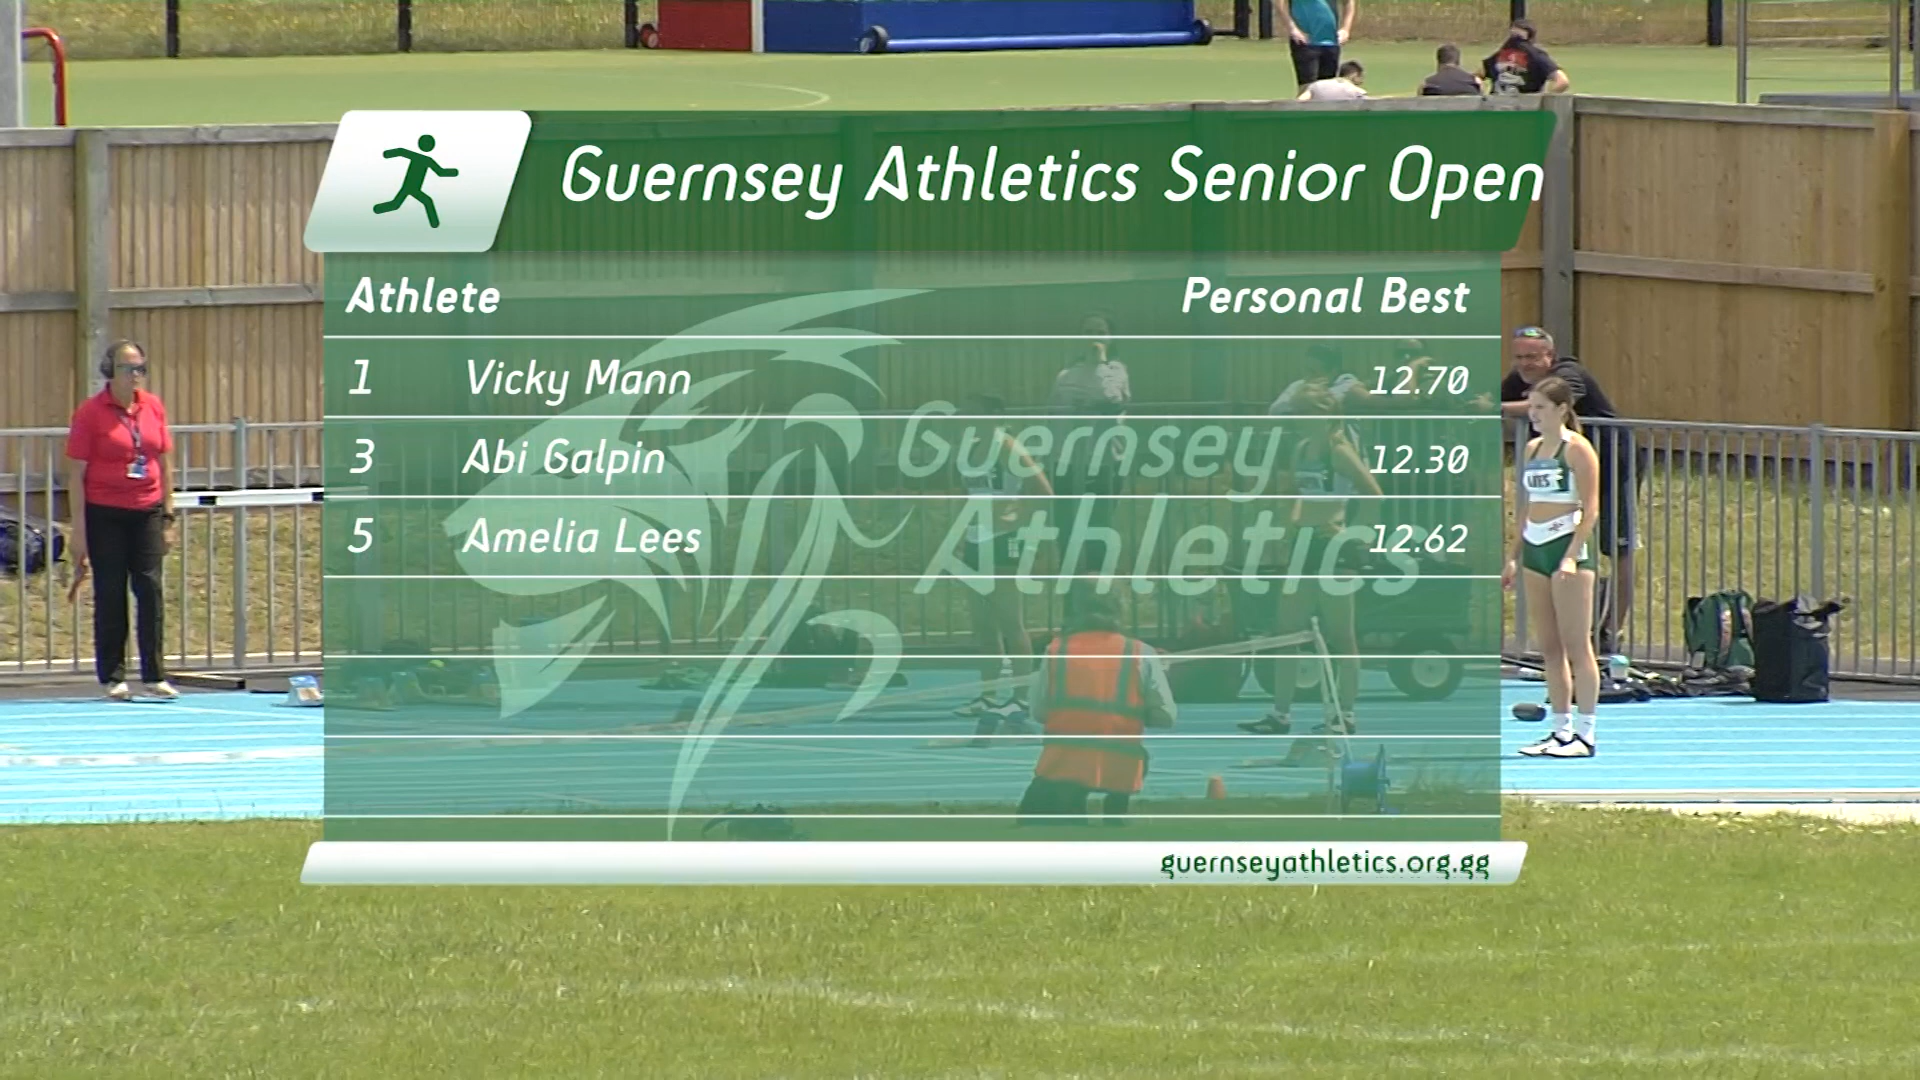 Guernsey Athletics Senior Open
Athlete Personal Best
1 Vicky Mann 12.70
3 Abi Galpin 12.30
5 Amelia Lees 12.62
Guernsey
Athletics
LEES
guernseyathletics.org.gg